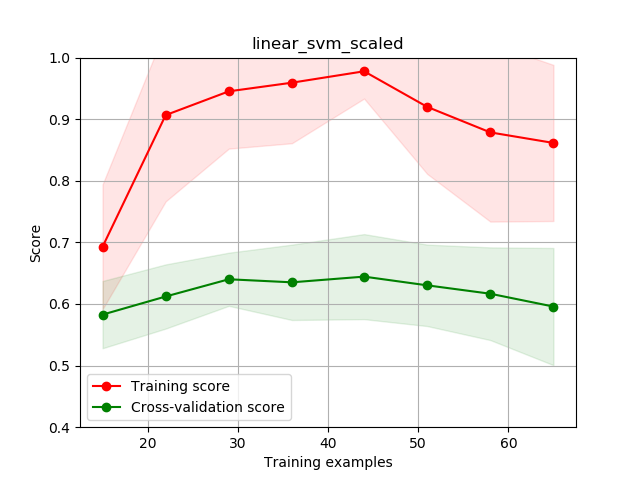 linear_svm_scaled
1.0
0.9
0.8
0.7
0.6
0.5
0.4
Score
Training score
Cross-validation score
20 30 40 50 60
Training examples